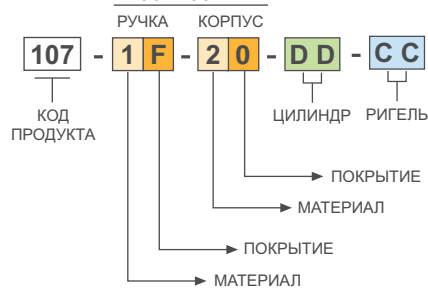 РУЧКА КОРПУС
107 - 1 F - 2 0 - D D - C C
КОД ПРОДУКТА ЦИЛИНДР РИГЕЛЬ
ПОКРЫТИЕ
МАТЕРИАЛ
ПОКРЫТИЕ
МАТЕРИАЛ